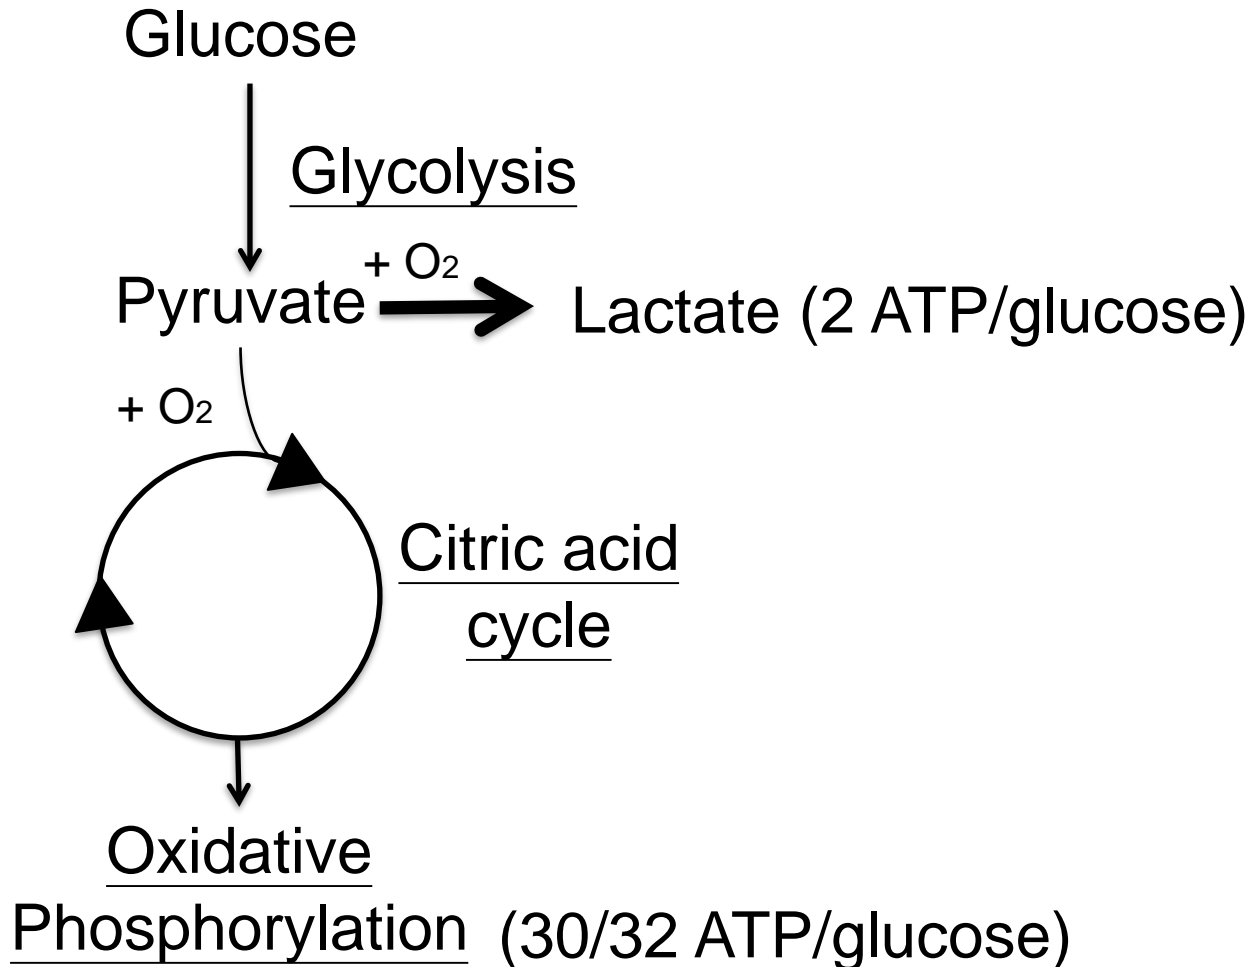 Glucose
Glycolysis
+ O2
Pyruvate
Lactate (2 ATP/glucose)
+ O2
Citric acid
cycle
Oxidative
Phosphorylation (30/32 ATP/glucose)